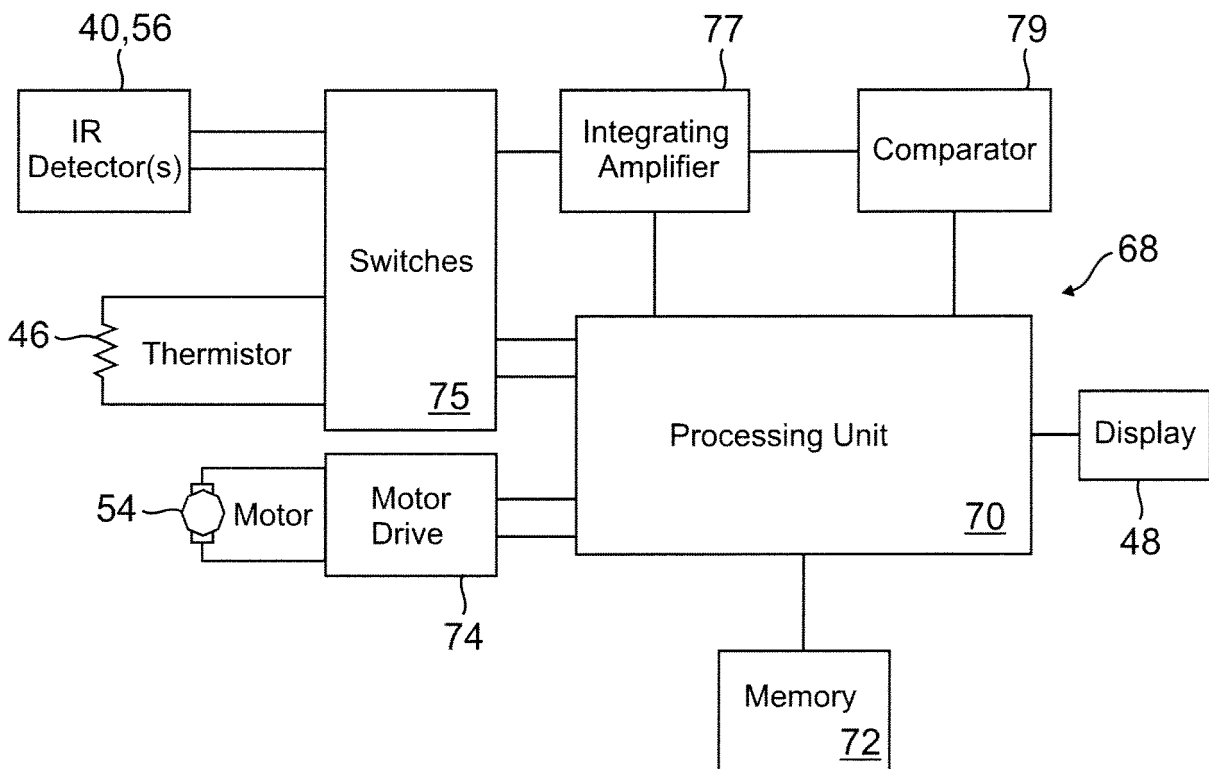 40,56
77
79
IR
Detector(s)
Integrating
Amplifier
Comparator
Switches
68
46
Thermistor
75
Processing Unit
Display
54
Motor
Motor
Drive
70
48
74
Memory
72